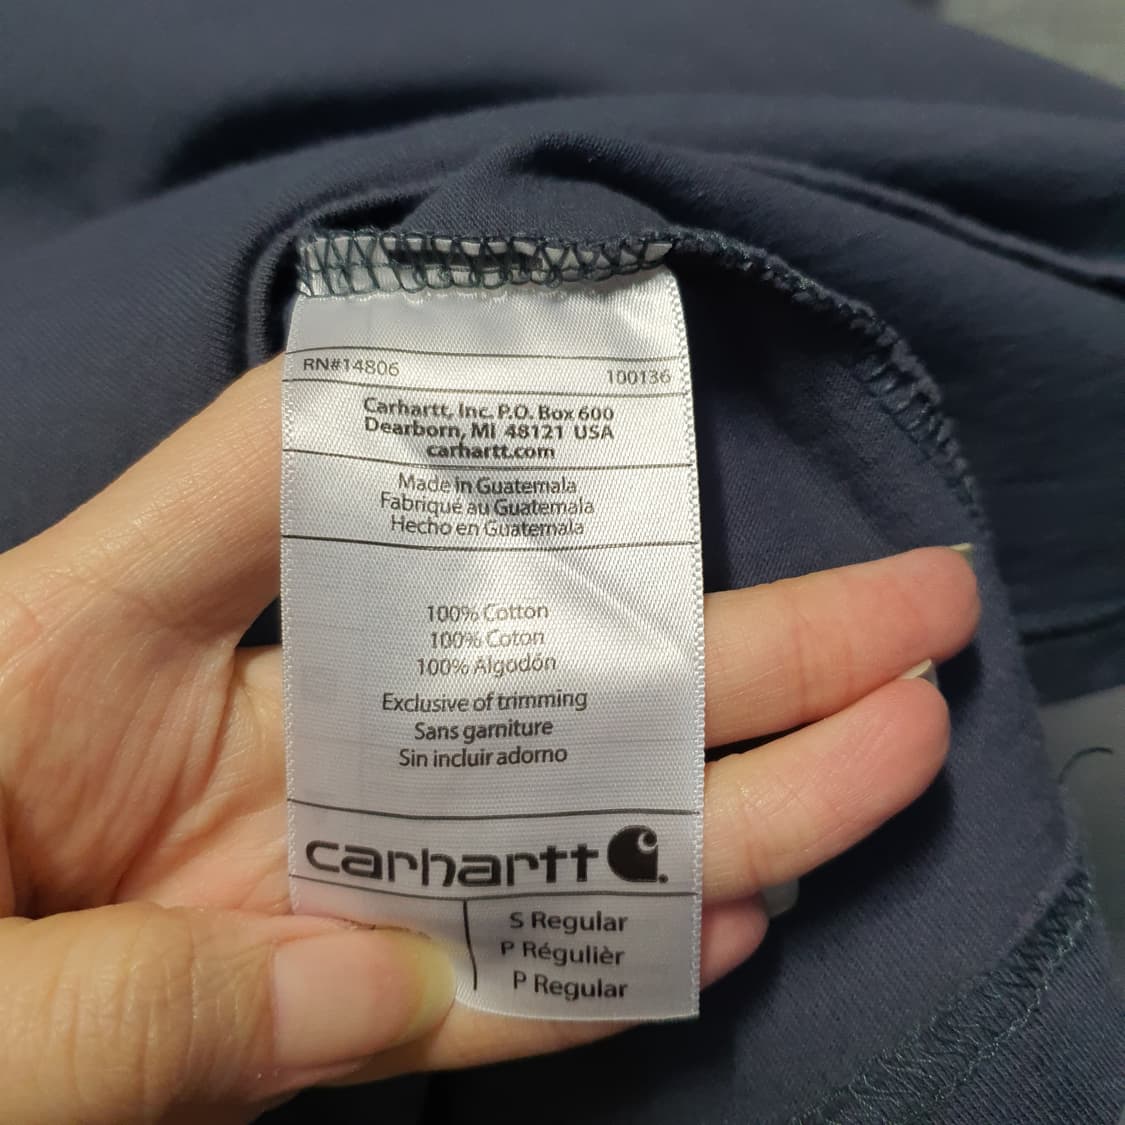 RN#14806 100136
Carhartt, Inc. P.O. Box 600
Dearborn, MI 48121 USA
carhartt.com
Made in Guatemala
Fabriqué au Guatemala
Hecho en Guatemala
100% Cotton
100% Coton
100% Algodón
Exclusive of trimming
Sans garniture
Sin incluir adorno
carhartt
S Regular
P Régulièr
P Regular